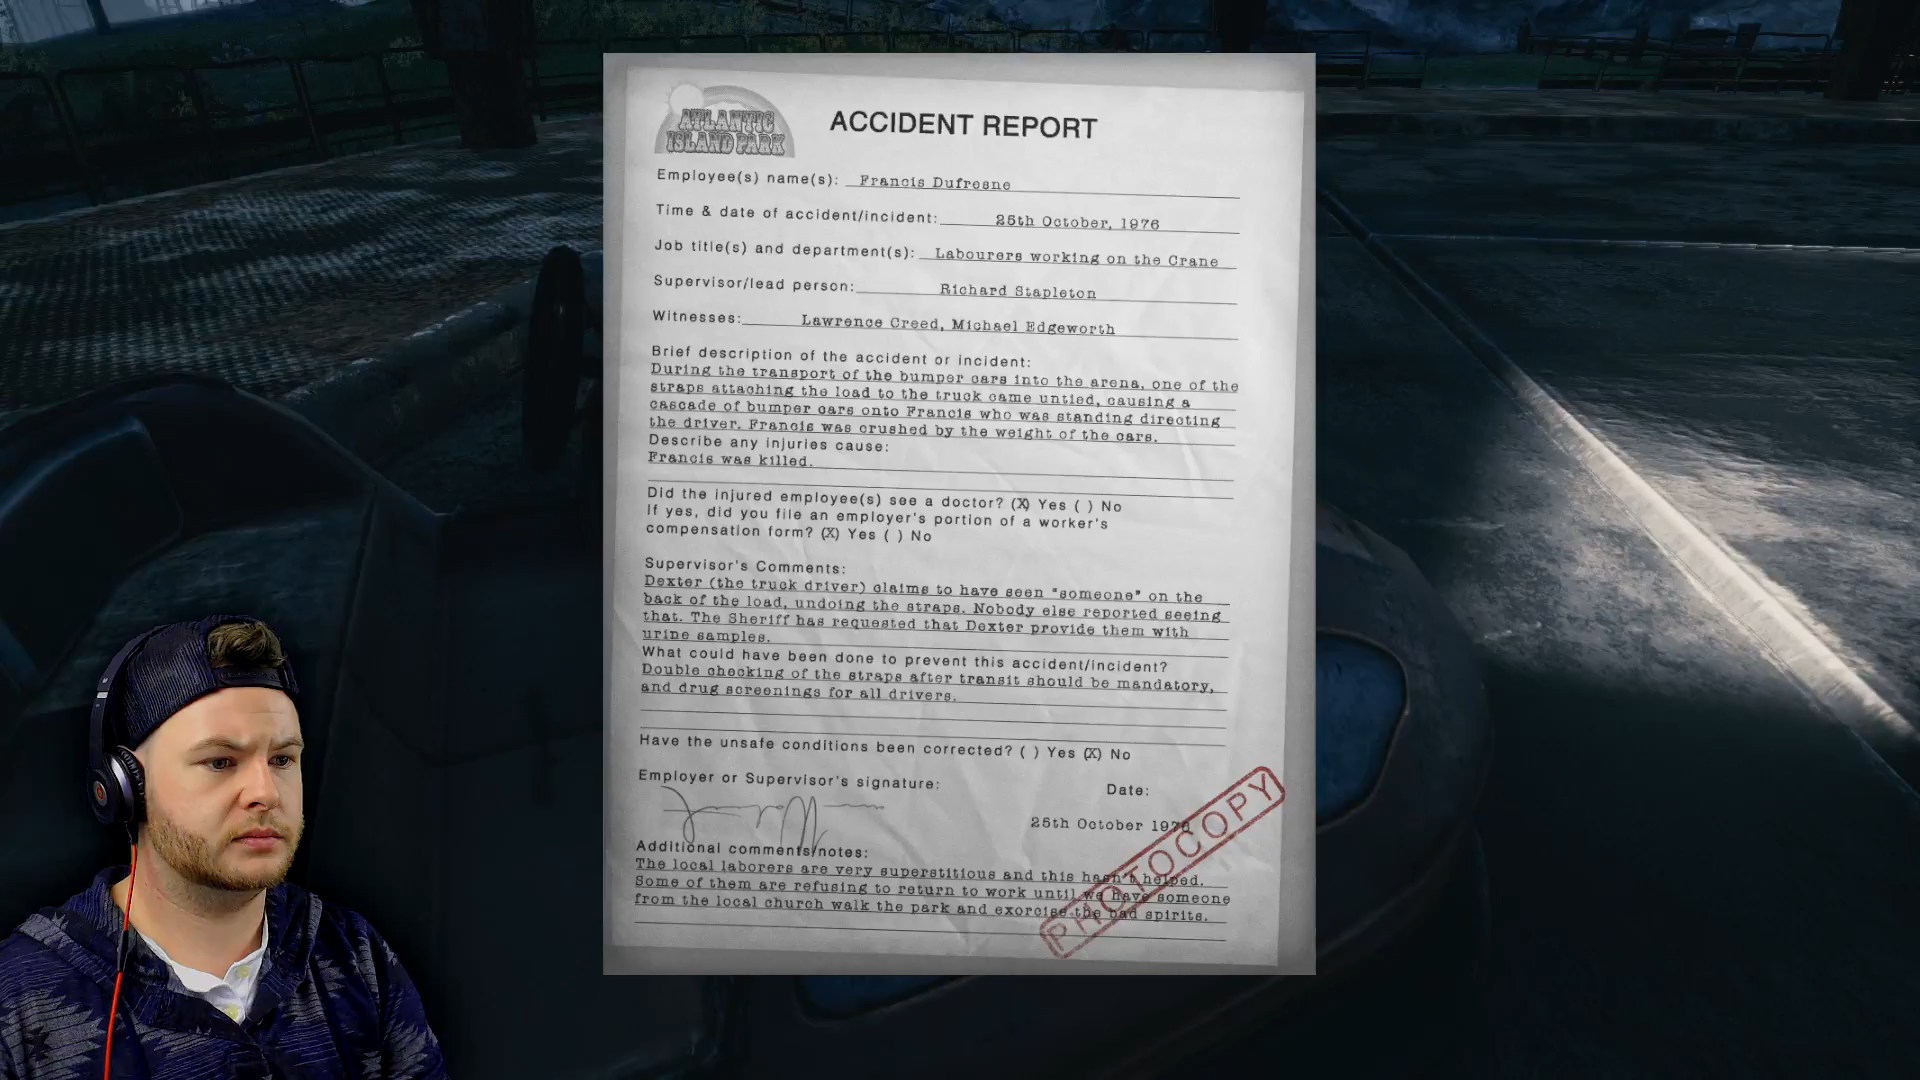 ATLANTIC
ISLAND PARK
ACCIDENT REPORT
Employee(s) name(s): Francis Dufresne
Time & date of accident/incident: 25th October, 1976
Job title(s) and department(s): Labourers working on the Crane
Supervisor/lead person: Richard Stapleton
Witnesses: Lawrence Creed, Michael Edgeworth
Brief description of the accident or incident:
During the transport of the bumper cars into the arena, one of the
straps attaching the load to the truck came untied, causing a
cascade of bumper cars onto Francis who was standing directing
the driver. Francis was crushed by the weight of the cars.
Describe any injuries cause:
Francis was killed.
Did the injured employee(s) see a doctor? (X) Yes ( ) No
If yes, did you file an employer's portion of a worker's
compensation form? (X) Yes ( ) No
Supervisor's Comments:
Dexter (the truck driver) claims to have seen "someone" on the
back of the load, undoing the straps. Nobody else reported seeing
that. The Sheriff has requested that Dexter provide them with
urine samples.
What could have been done to prevent this accident/incident?
Double checking of the straps after transit should be mandatory,
and drug screenings for all drivers.
Have the unsafe conditions been corrected? ( ) Yes (X) No
Employer or Supervisor's signature:
Date:
25th October 1976
Additional comments/notes:
The local laborers are very superstitious and this hasn't helped.
Some of them are refusing to return to work until we have someone
from the local church walk the park and exorcise the bad spirits.
PHOTOCOPY